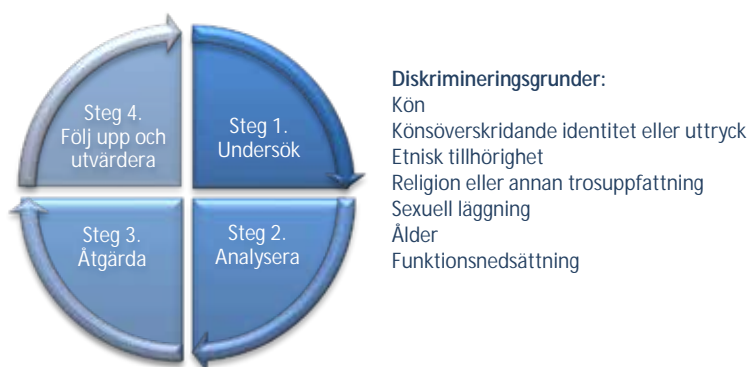 Steg 4.
Följ upp och
utvärdera
Steg 1.
Undersök
Steg 3.
Åtgärda
Steg 2.
Analysera
Diskrimineringsgrunder:
Kön
Könsöverskridande identitet eller uttryck
Etnisk tillhörighet
Religion eller annan trosuppfattning
Sexuell läggning
Ålder
Funktionsnedsättning